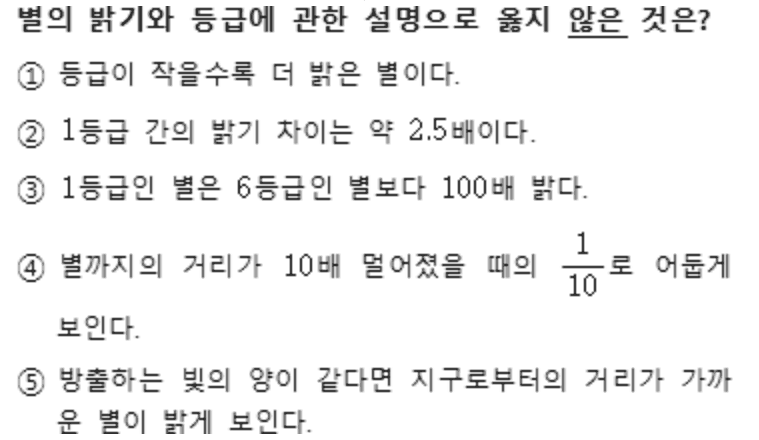 별의 밝기와 등급에 관한 설명으로 옳지 않은 것은?
① 등급이 작을수록 더 밝은 별이다.
② 1등급 간의 밝기 차이는 약 2.5배이다.
③ 1등급인 별은 6등급인 별보다 100배 밝다.
④ 별까지의 거리가 10배 멀어졌을 때의 1/10로 어둡게
보인다.
⑤ 방출하는 빛의 양이 같다면 지구로부터의 거리가 가까
운 별이 밝게 보인다.